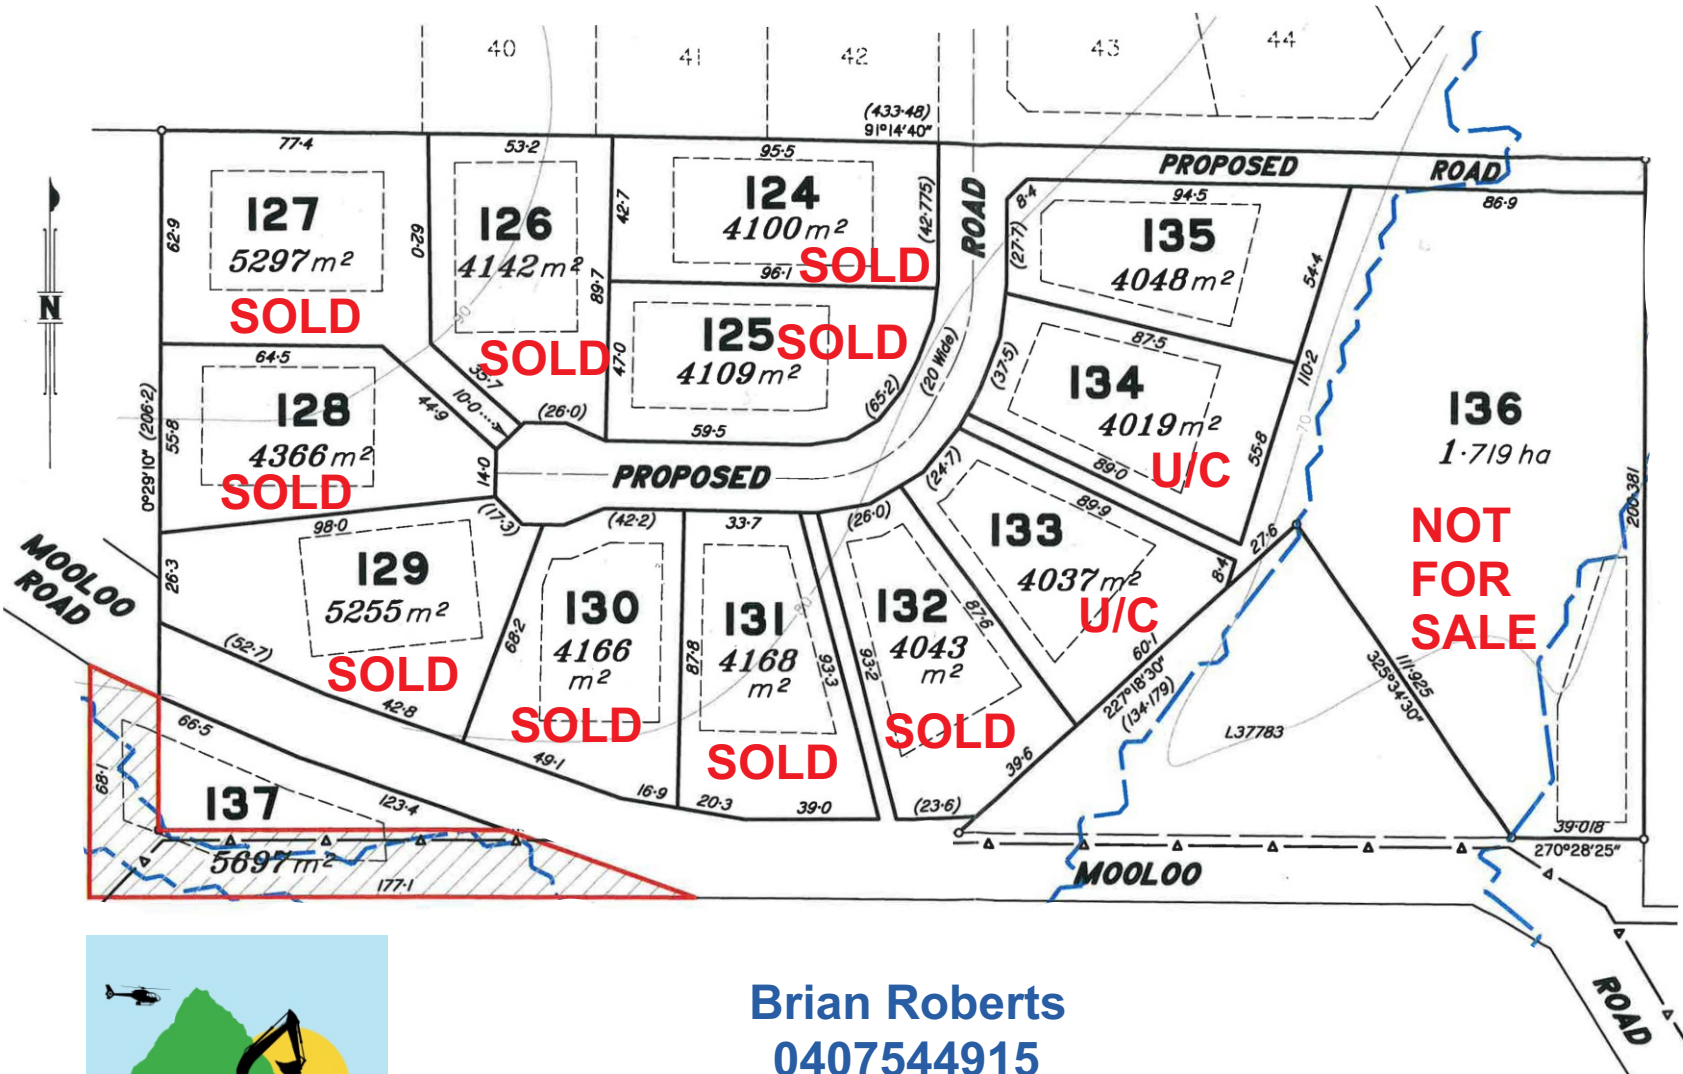 40
41
42
43
44
(433·48)
91°14'40"
77·4
53·2
95·5
PROPOSED ROAD
94·5
86·9
8·4
127
5297m²
SOLD
62·9
62·0
126
4142m²
SOLD
89·7
42·7
124
4100m²
SOLD
(42·775)
96·1
ROAD
(27·7)
135
4048m²
54·4
N
90
47·0
125
4109m²
SOLD
(65·2)
59·5
(20 Wide)
(37·5)
87·5
134
4019m²
U/C
110·2
55·8
89·0
70
136
1·719 ha
NOT
FOR
SALE
200·381
64·5
128
4366m²
SOLD
0°29'10" (206·2)
55·8
44·9
35·7
10·0
(26·0)
14·0
PROPOSED
98·0
(17·3)
(42·2)
33·7
(26·0)
(24·7)
89·9
27·6
8·4
MOOLOO
ROAD
26·3
129
5255m²
SOLD
(52·7)
42·8
68·2
130
4166
m²
SOLD
49·1
16·9
87·8
131
4168
m²
SOLD
80
93·3
20·3
39·0
93·2
132
4043
m²
SOLD
87·6
(23·6)
39·6
133
4037m²
U/C
60·1
227°18'30"
(134·179)
L37783
111·925
325°34'30"
39·018
270°28'25"
66·5
68·1
137
5697m²
123·4
177·1
MOOLOO
ROAD
Brian Roberts
0407544915